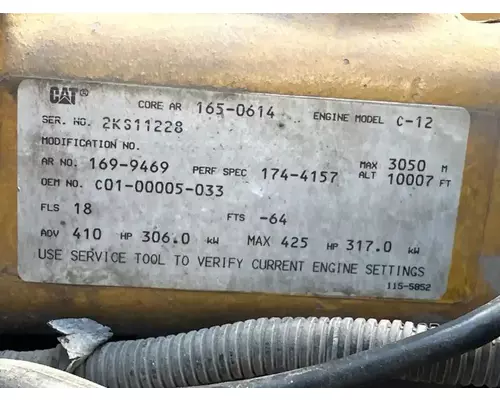 CAT® CORE AR 165-0614 ENGINE MODEL C-12
SER. NO. 2KS11228
MODIFICATION NO.
AR NO. 169-9469 PERF SPEC 174-4157 MAX 3050 M
OEM NO. C01-00005-033 ALT 10007 FT
FLS 18 FTS -64
ADV 410 HP 306.0 kW MAX 425 HP 317.0 kW
USE SERVICE TOOL TO VERIFY CURRENT ENGINE SETTINGS
115-5852